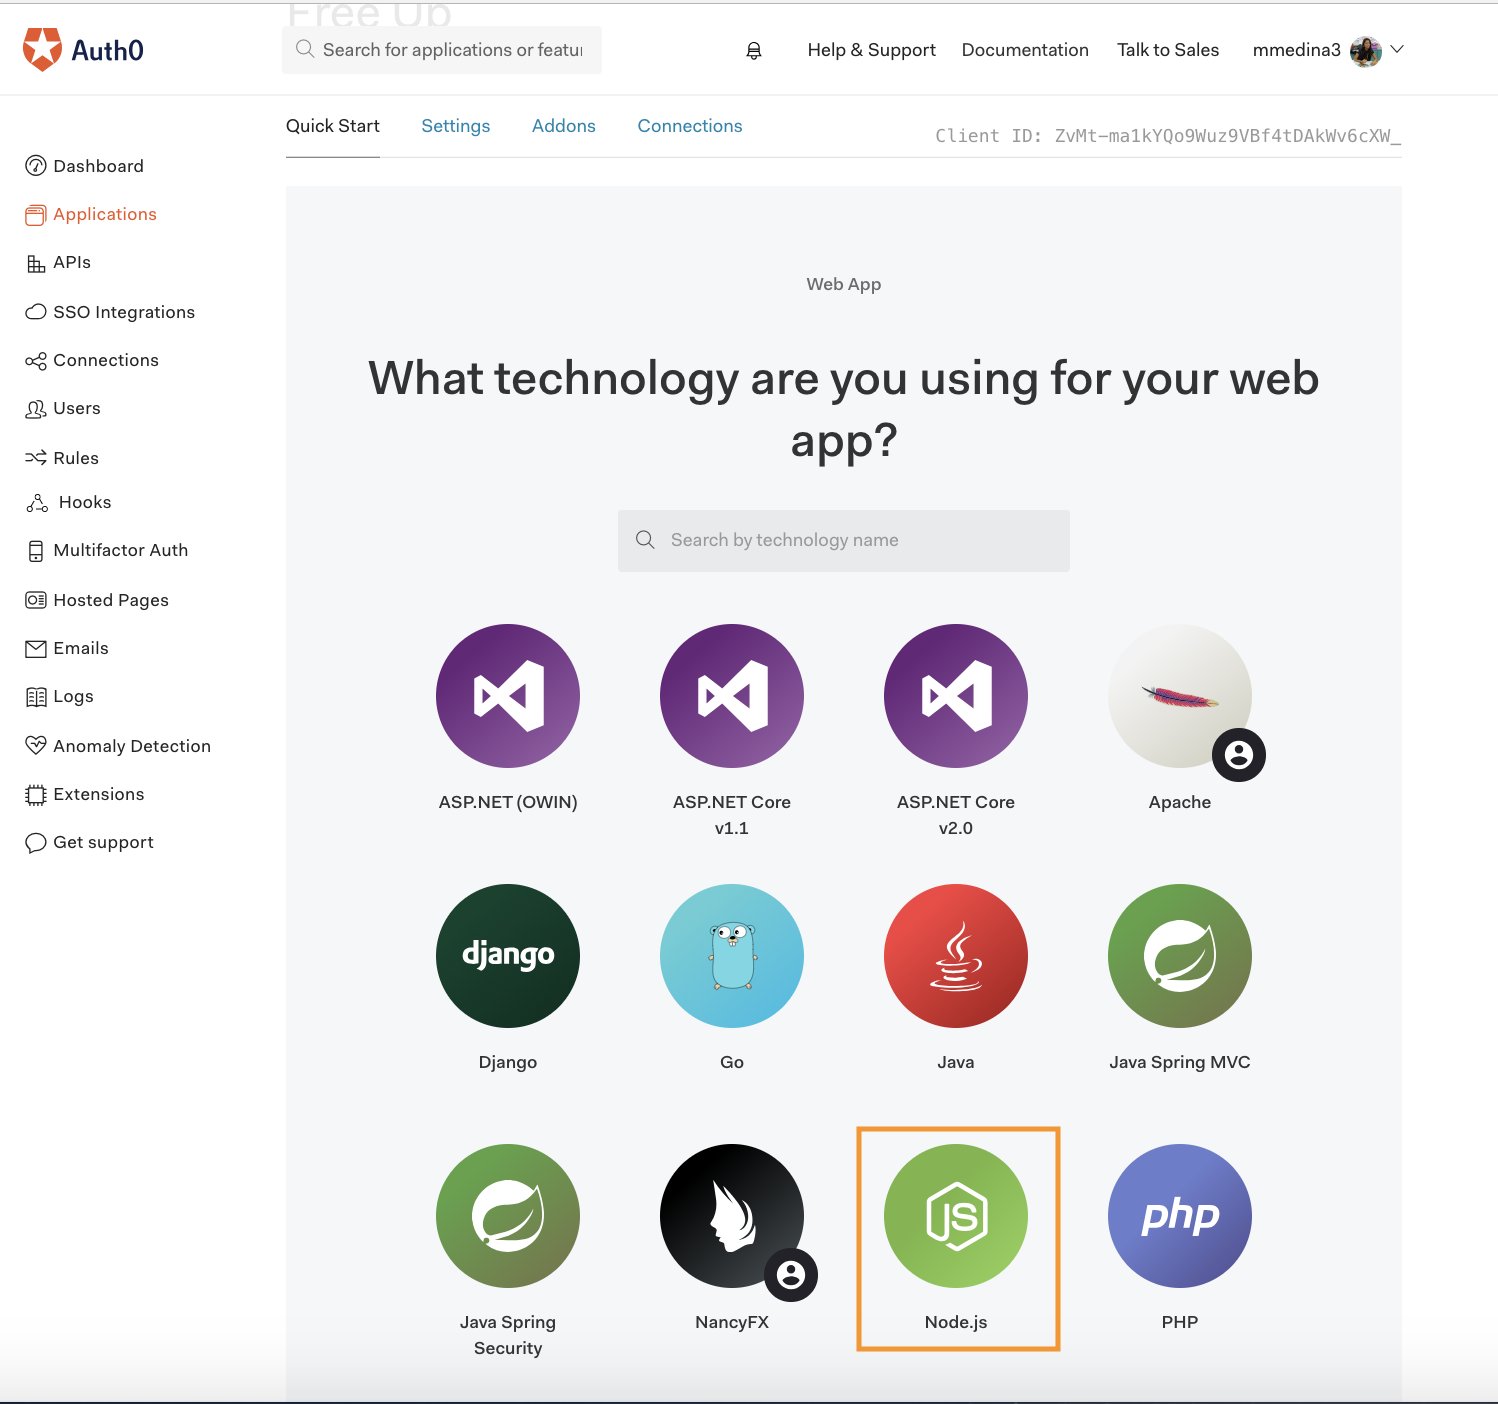 Free Up
Auth0
Search for applications or featur
Help & Support
Documentation
Talk to Sales
mmedina3
Quick Start
Settings
Addons
Connections
Client ID: ZvMt-ma1kYQo9Wuz9VBf4tDAkWv6cXW_
Dashboard
Applications
APIs
SSO Integrations
Connections
Users
Rules
Hooks
Multifactor Auth
Hosted Pages
Emails
Logs
Anomaly Detection
Extensions
Get support
Web App
What technology are you using for your web
app?
Search by technology name
ASP.NET (OWIN)
ASP.NET Core
v1.1
ASP.NET Core
v2.0
Apache
django
Django
Go
Java
Java Spring MVC
Java Spring
Security
NancyFX
JS
Node.js
php
PHP